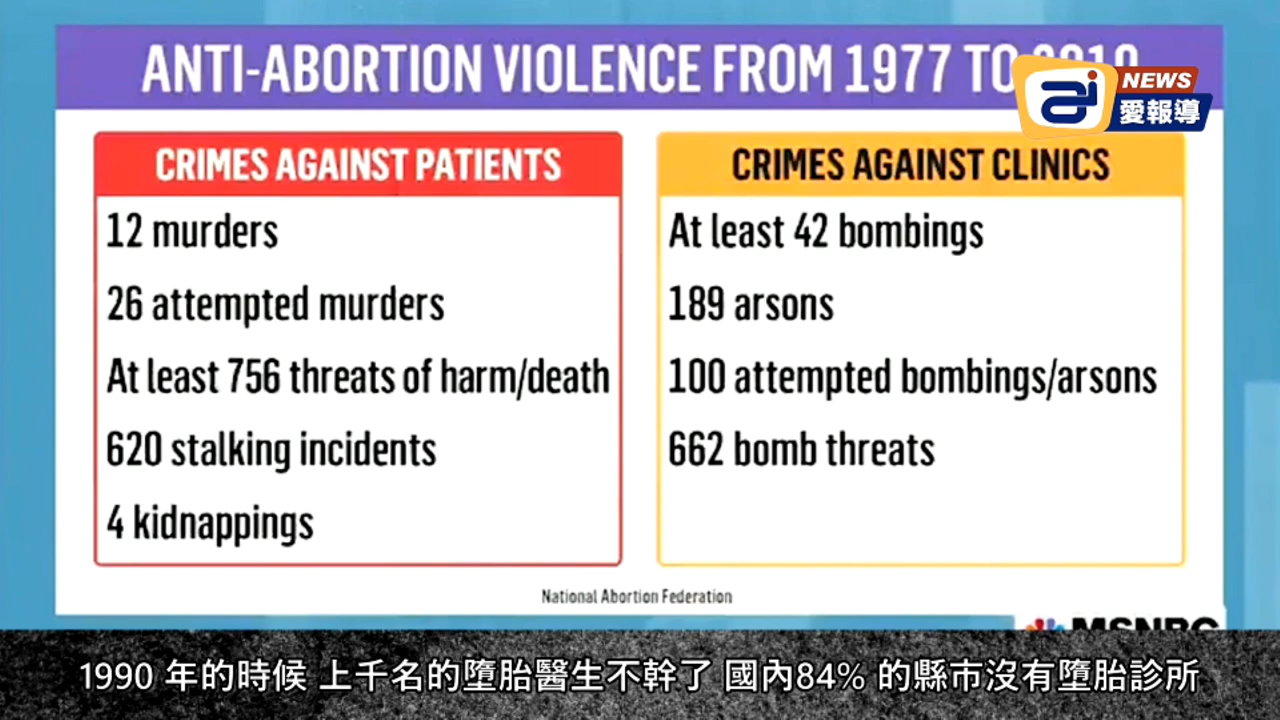 ANTI-ABORTION VIOLENCE FROM 1977 TO
ai NEWS
愛報導
CRIMES AGAINST PATIENTS
12 murders
26 attempted murders
At least 756 threats of harm/death
620 stalking incidents
4 kidnappings
CRIMES AGAINST CLINICS
At least 42 bombings
189 arsons
100 attempted bombings/arsons
662 bomb threats
National Abortion Federation
MSNBC
1990 年的時候 上千名的墮胎醫生不幹了 國內84% 的縣市沒有墮胎診所